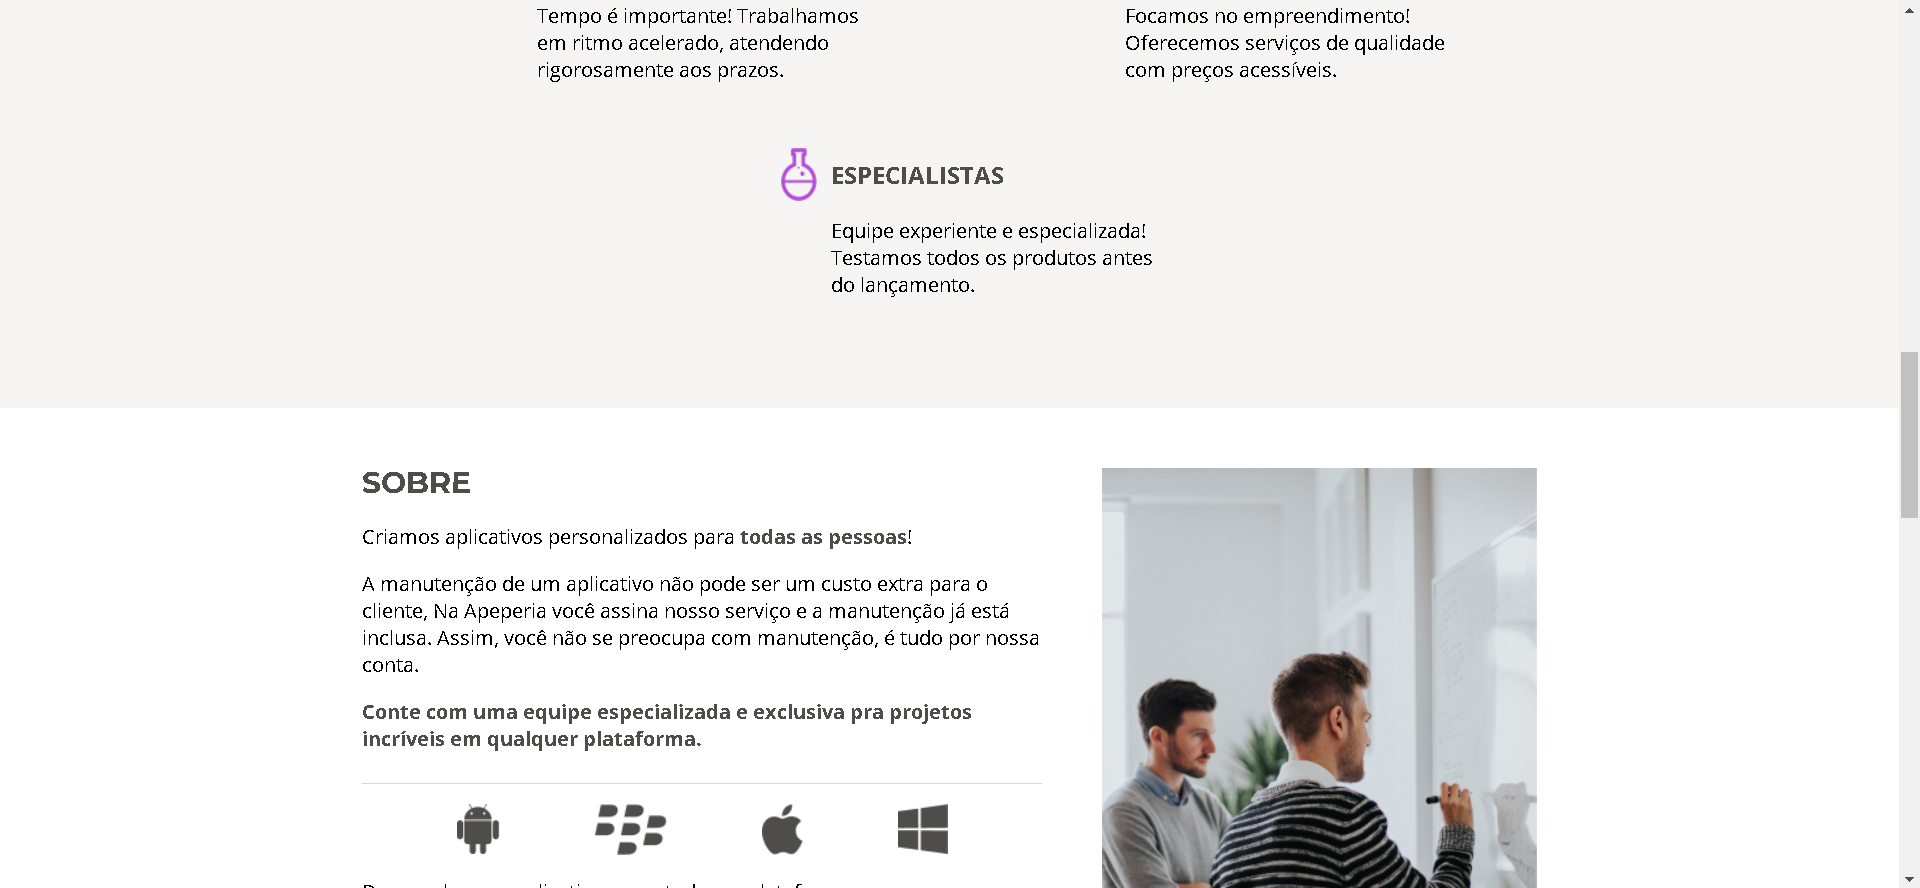 Tempo é importante! Trabalhamos
em ritmo acelerado, atendendo
rigorosamente aos prazos.
Focamos no empreendimento!
Oferecemos serviços de qualidade
com preços acessíveis.
ESPECIALISTAS
Equipe experiente e especializada!
Testamos todos os produtos antes
do lançamento.
SOBRE
Criamos aplicativos personalizados para todas as pessoas!
A manutenção de um aplicativo não pode ser um custo extra para o
cliente, Na Apeperia você assina nosso serviço e a manutenção já está
inclusa. Assim, você não se preocupa com manutenção, é tudo por nossa
conta.
Conte com uma equipe especializada e exclusiva pra projetos
incríveis em qualquer plataforma.